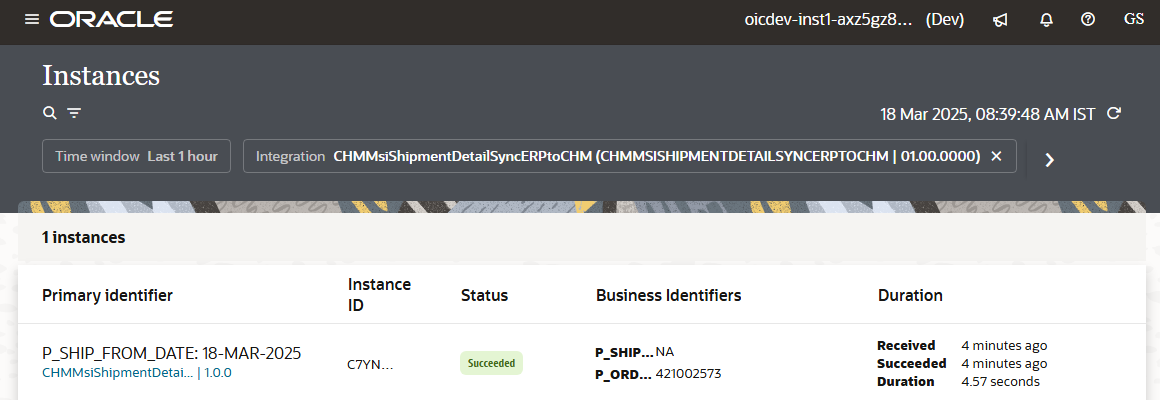 ORACLE
oicdev-inst1-axz5gz8... (Dev)
GS
Instances
18 Mar 2025, 08:39:48 AM IST
Time window Last 1 hour
Integration CHMMsiShipmentDetailSyncERPtoCHM (CHMMSISHIPMENTDETAILSYNCERPTOCHM | 01.00.0000)
1 instances
Primary identifier
Instance
ID
Status
Business Identifiers
Duration
P_SHIP_FROM_DATE: 18-MAR-2025
CHMMsiShipmentDetai... | 1.0.0
C7YN...
Succeeded
P_SHIP... NA
P_ORD... 421002573
Received 4 minutes ago
Succeeded 4 minutes ago
Duration 4.57 seconds